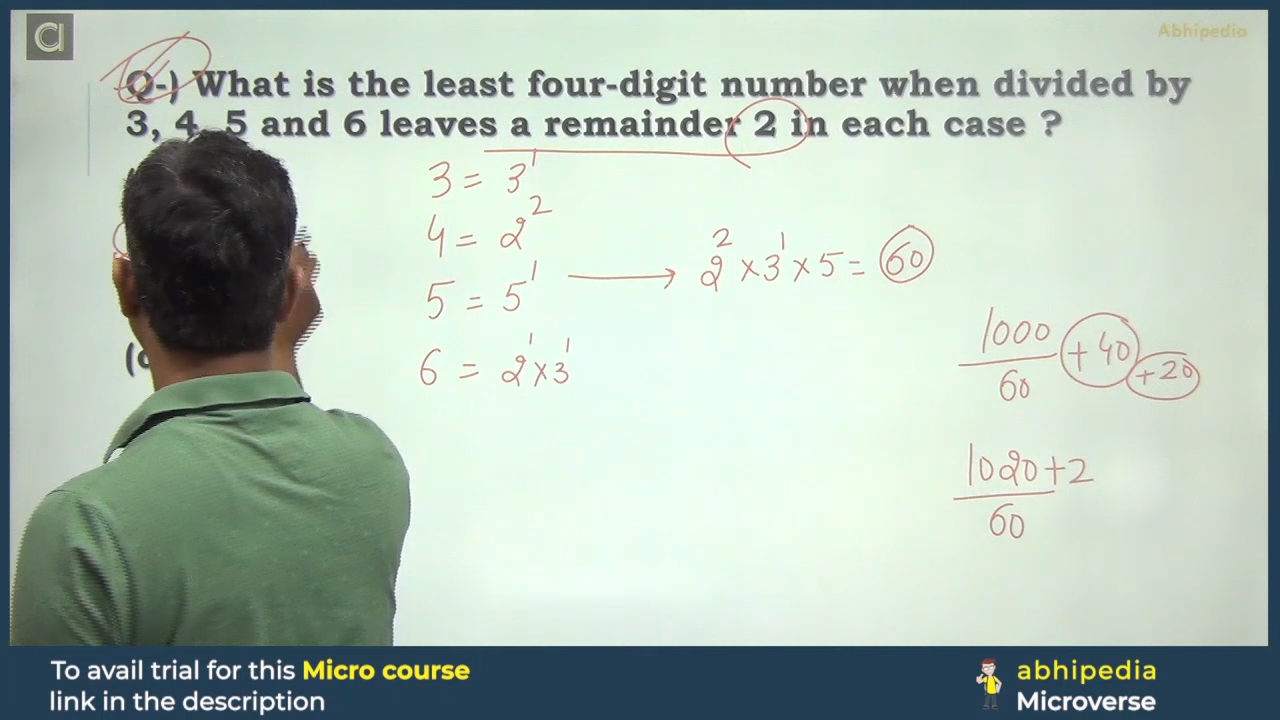 Abhipedia
Q-) What is the least four-digit number when divided by
3, 4, 5 and 6 leaves a remainder 2 in each case ?
3 = 3¹
4 = 2²
5 = 5¹
6 = 2¹ × 3¹
2² × 3¹ × 5 = 60
1000 + 40 + 20
60
1020 + 2
60
To avail trial for this Micro course
link in the description
abhipedia
Microverse